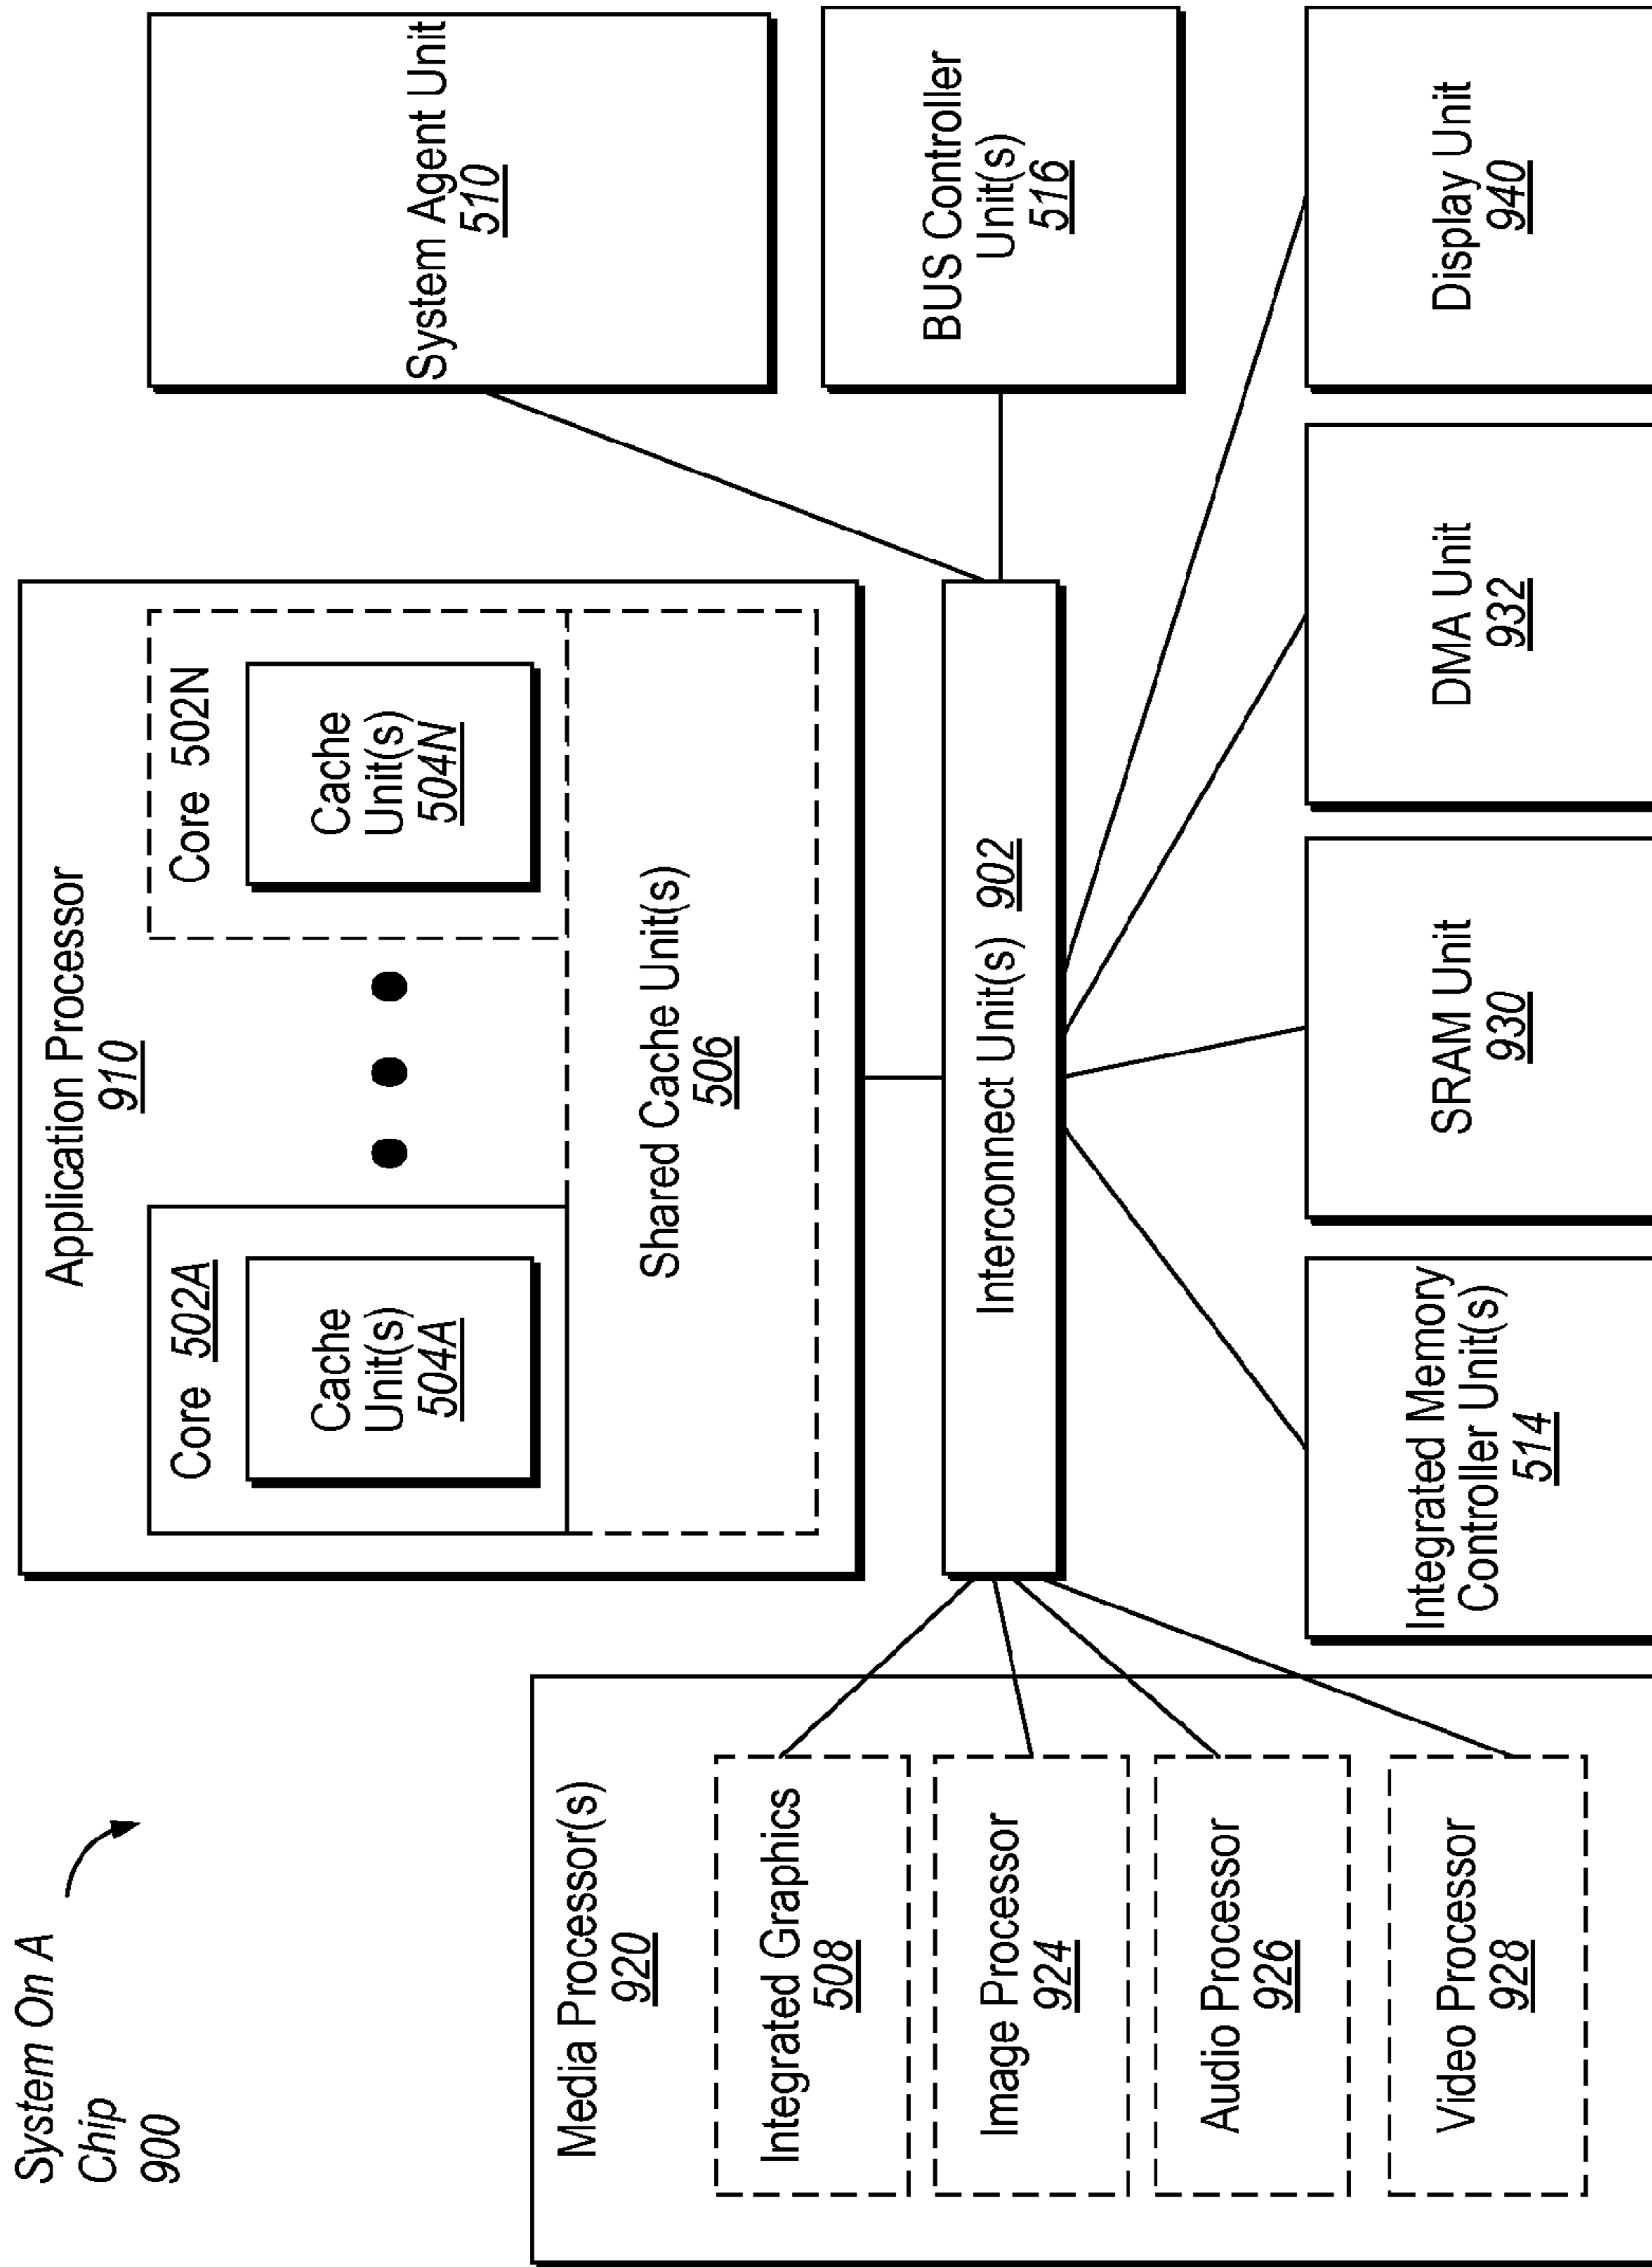 System On A
Chip
900
Application Processor
910
Core 502A
Cache
Unit(s)
504A
Core 502N
Cache
Unit(s)
504N
Shared Cache Unit(s)
506
System Agent Unit
510
Media Processor(s)
920
Integrated Graphics
508
Image Processor
924
Audio Processor
926
Video Processor
928
Interconnect Unit(s) 902
BUS Controller
Unit(s)
516
Integrated Memory
Controller Unit(s)
514
SRAM Unit
930
DMA Unit
932
Display Unit
940